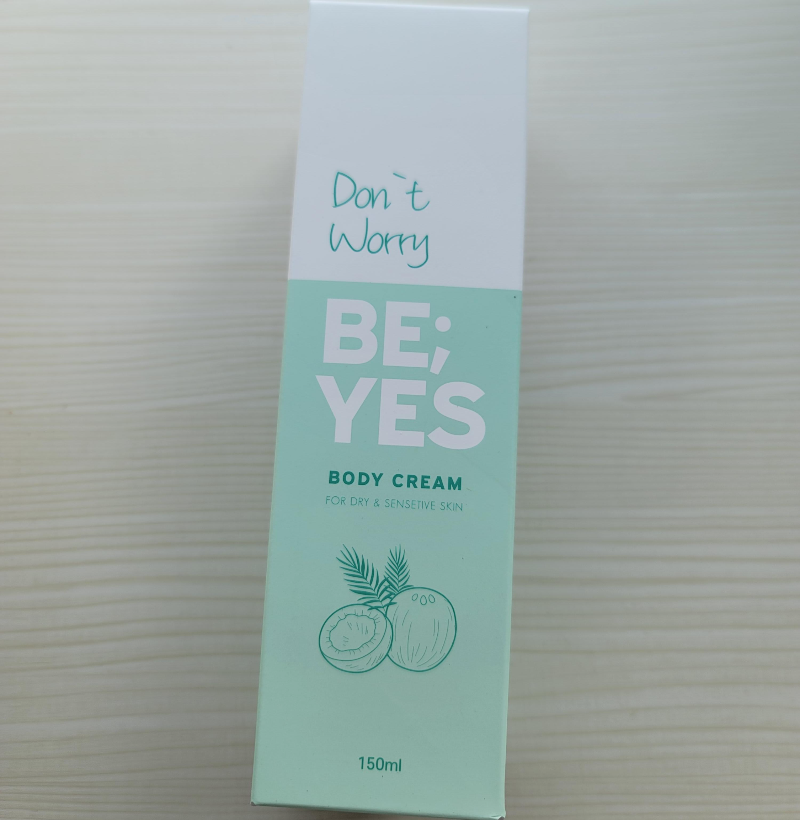 Don`t
Worry
BE;
YES
BODY CREAM
FOR DRY & SENSETIVE SKIN
150ml